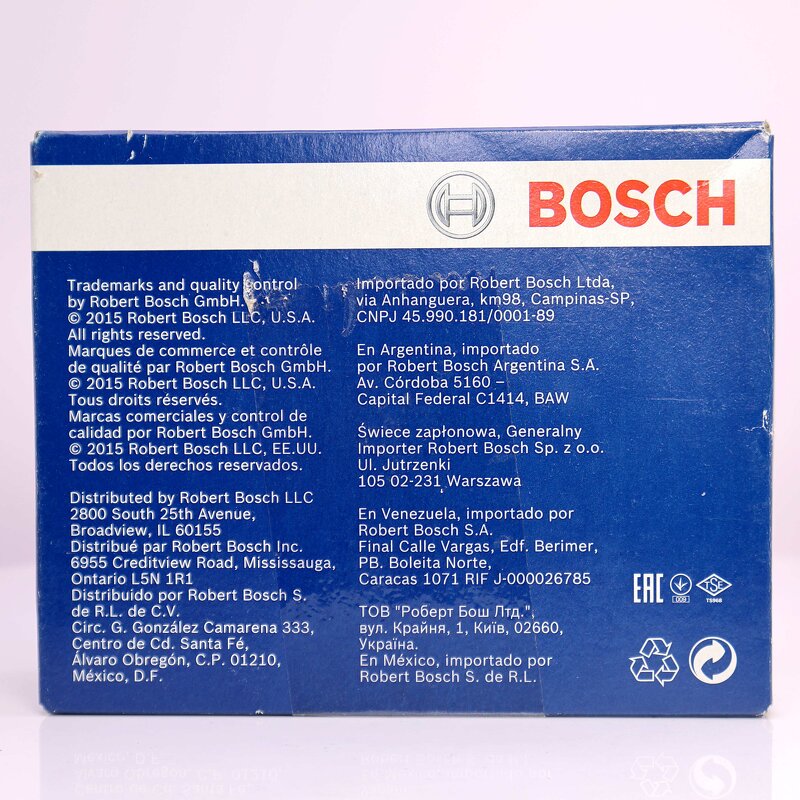 BOSCH
Trademarks and quality control
by Robert Bosch GmbH.
© 2015 Robert Bosch LLC, U.S.A.
All rights reserved.
Marques de commerce et contrôle
de qualité par Robert Bosch GmbH.
© 2015 Robert Bosch LLC, U.S.A.
Tous droits réservés.
Marcas comerciales y control de
calidad por Robert Bosch GmbH.
© 2015 Robert Bosch LLC, EE.UU.
Todos los derechos reservados.
Distributed by Robert Bosch LLC
2800 South 25th Avenue,
Broadview, IL 60155
Distribué par Robert Bosch Inc.
6955 Creditview Road, Mississauga,
Ontario L5N 1R1
Distribuido por Robert Bosch S.
de R.L. de C.V.
Circ. G. González Camarena 333,
Centro de Cd. Santa Fé,
Álvaro Obregón, C.P. 01210,
México, D.F.
Importado por Robert Bosch Ltda,
via Anhanguera, km98, Campinas-SP,
CNPJ 45.990.181/0001-89
En Argentina, importado
por Robert Bosch Argentina S.A.
Av. Córdoba 5160 –
Capital Federal C1414, BAW
Świece zapłonowa, Generalny
Importer Robert Bosch Sp. z o.o.
Ul. Jutrzenki
105 02-231 Warszawa
En Venezuela, importado por
Robert Bosch S.A.
Final Calle Vargas, Edf. Berimer,
PB. Boleita Norte,
Caracas 1071 RIF J-000026785
ТОВ "Роберт Бош Лтд.",
вул. Крайня, 1, Київ, 02660,
Україна.
En México, importado por
Robert Bosch S. de R.L.
EAC
009
TSE
TS968